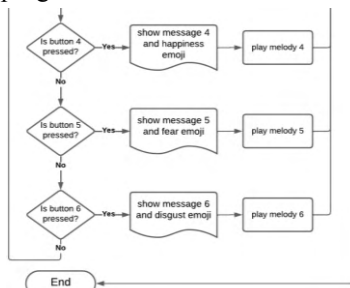 Is button 4
pressed?
Yes
show message 4
and happiness
emoji
play melody 4
No
Is button 5
pressed?
Yes
show message 5
and fear emoji
play melody 5
No
Is button 6
pressed?
Yes
show message 6
and disgust emoji
play melody 6
No
End